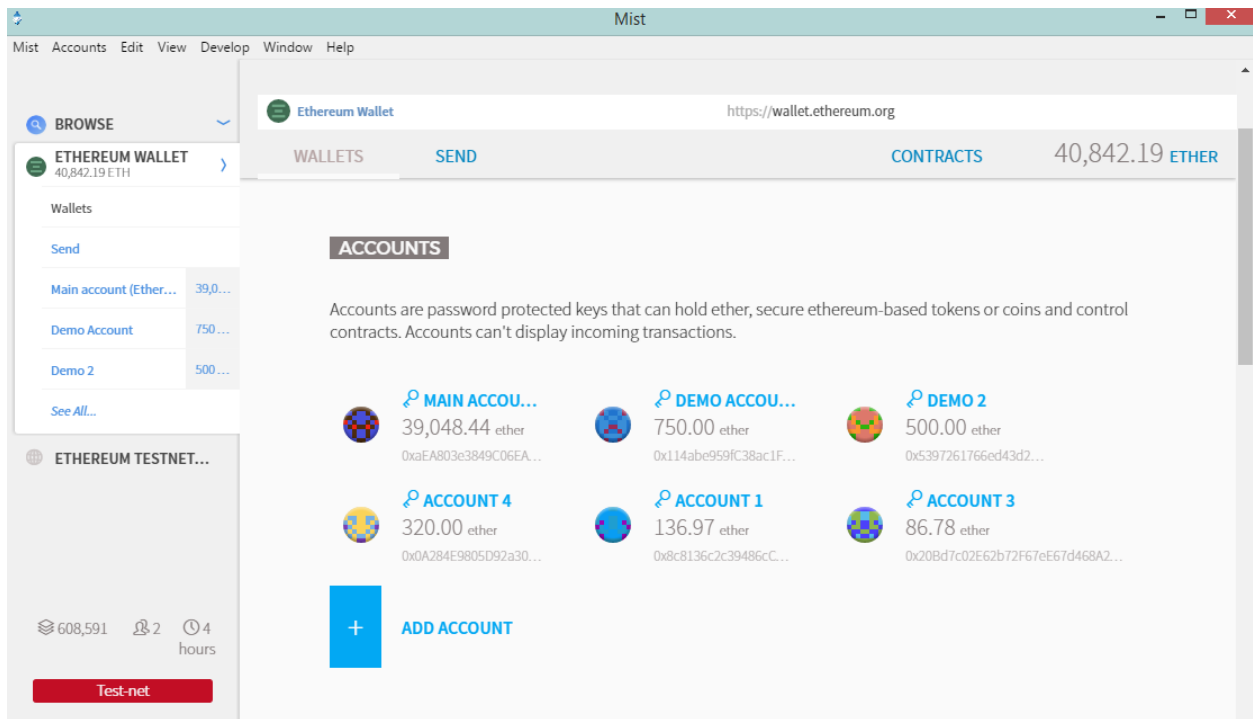 Mist
Mist Accounts Edit View Develop Window Help
BROWSE
ETHEREUM WALLET
40,842.19 ETH
Wallets
Send
Main account (Ether... 39,0...
Demo Account 750 ...
Demo 2 500 ...
See All...
ETHEREUM TESTNET...
608,591 2 4 hours
Test-net
Ethereum Wallet https://wallet.ethereum.org
WALLETS SEND CONTRACTS 40,842.19 ETHER
ACCOUNTS
Accounts are password protected keys that can hold ether, secure ethereum-based tokens or coins and control
contracts. Accounts can't display incoming transactions.
MAIN ACCOU... DEMO ACCOU... DEMO 2
39,048.44 ether 750.00 ether 500.00 ether
0xaEA803e3849C06EA... 0x114abe959fC38ac1F... 0x5397261766ed43d2...
ACCOUNT 4 ACCOUNT 1 ACCOUNT 3
320.00 ether 136.97 ether 86.78 ether
0x0A284E9805D92a30... 0x8c8136c2c39486cC... 0x20Bd7c02E62b72F67eE67d468A2...
+ ADD ACCOUNT